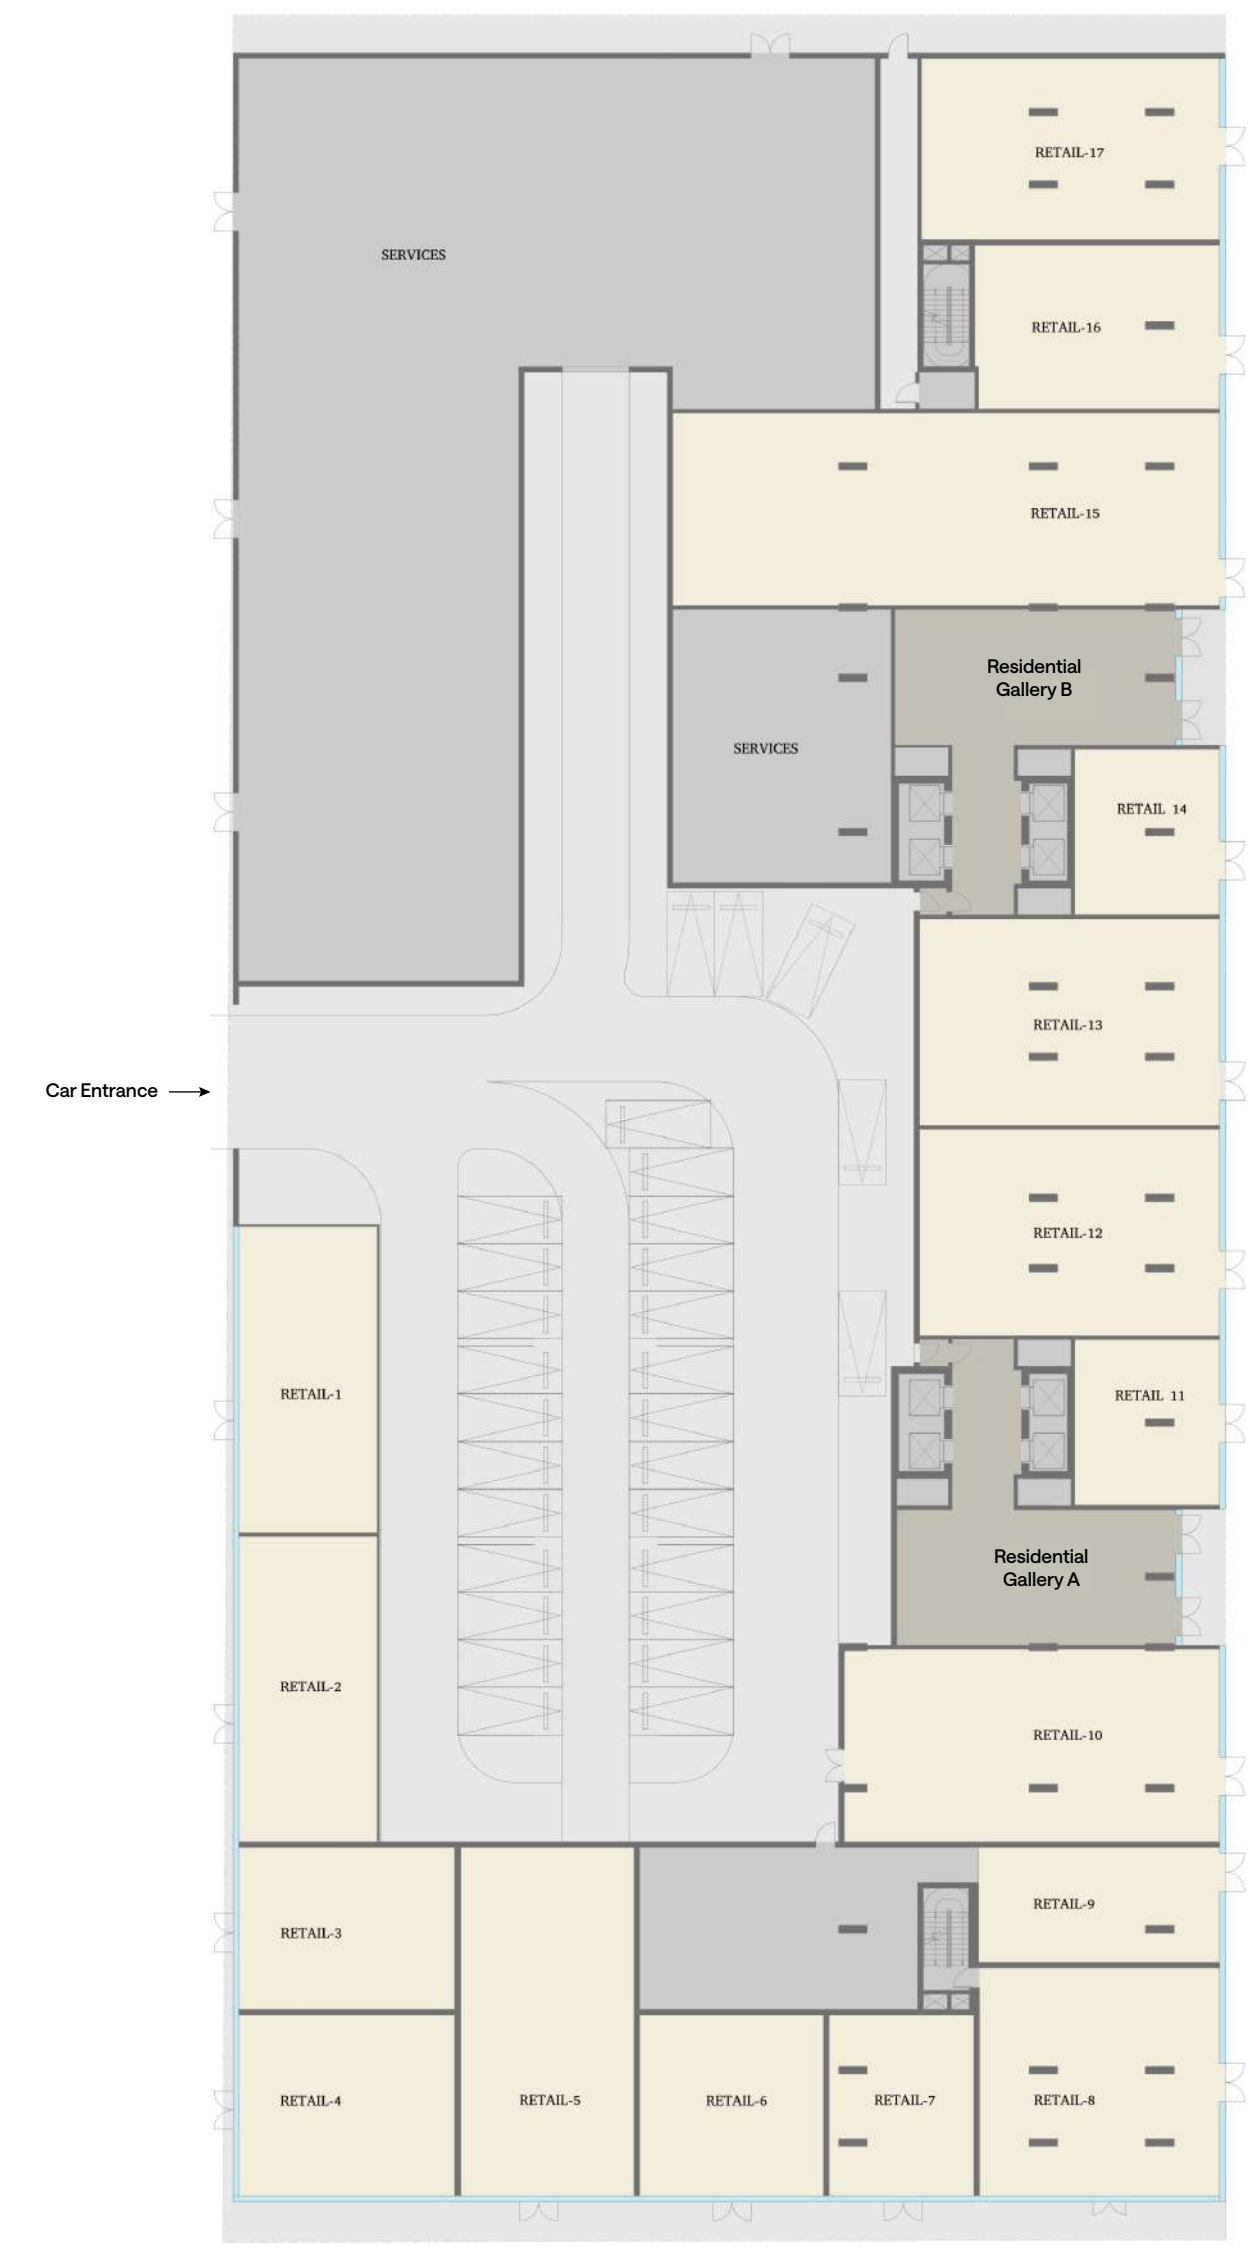 RETAIL-17
SERVICES
RETAIL-16
RETAIL-15
Residential
Gallery B
SERVICES
RETAIL 14
RETAIL-13
Car Entrance
RETAIL-12
RETAIL-1
RETAIL 11
Residential
Gallery A
RETAIL-2
RETAIL-10
RETAIL-9
RETAIL-3
RETAIL-4
RETAIL-5
RETAIL-6
RETAIL-7
RETAIL-8